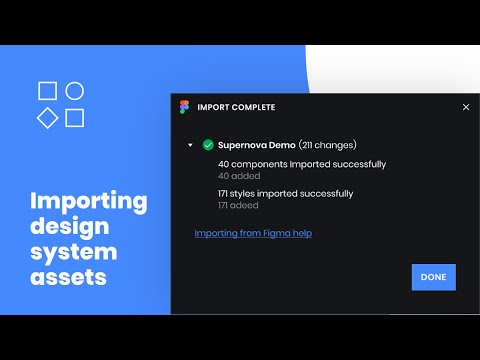 IMPORT COMPLETE
Supernova Demo (211 changes)
40 components Imported successfully
40 added
171 styles imported successfully
171 adeed
Importing from Figma help
DONE
Importing
design
system
assets